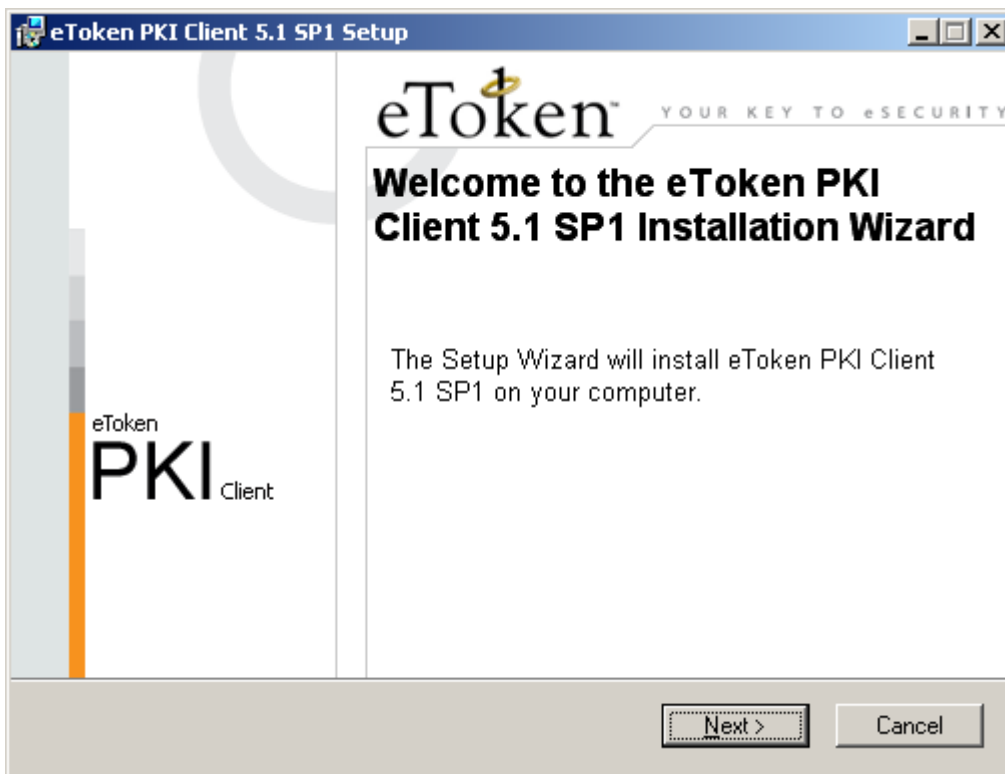 eToken PKI Client 5.1 SP1 Setup
eToken™ YOUR KEY TO eSECURITY
Welcome to the eToken PKI
Client 5.1 SP1 Installation Wizard
The Setup Wizard will install eToken PKI Client
5.1 SP1 on your computer.
eToken
PKI Client
Next >
Cancel